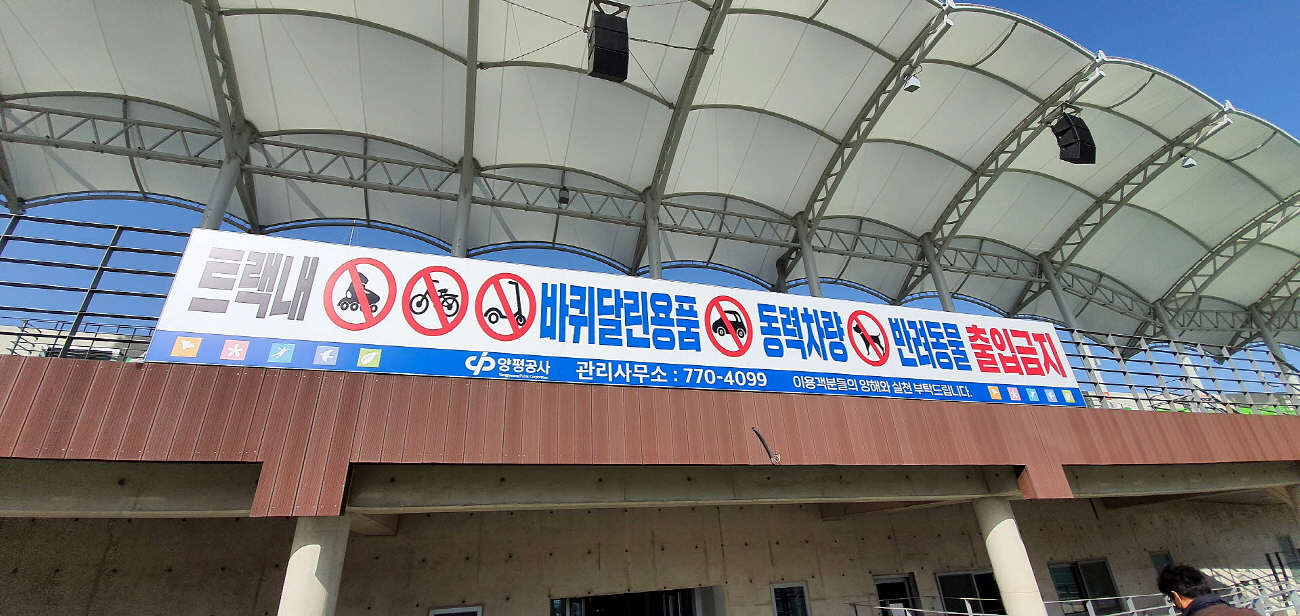 트랙내 바퀴달린용품 동력차량 반려동물 출입금지
양평공사 관리사무소 : 770-4099 이용객분들의 양해와 실천 부탁드립니다.